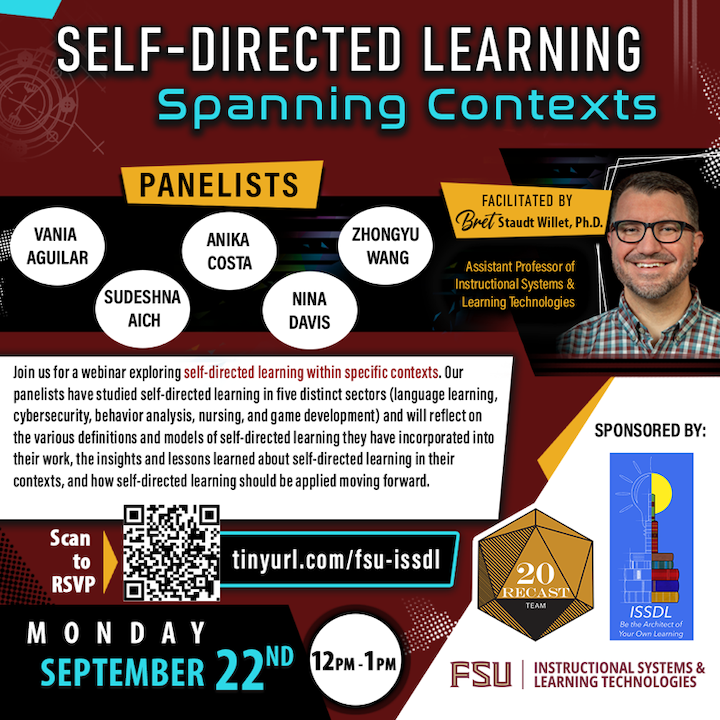 SELF-DIRECTED LEARNING
Spanning Contexts
PANELISTS
VANIA
AGUILAR
SUDESHNA
AICH
ANIKA
COSTA
NINA
DAVIS
ZHONGYU
WANG
FACILITATED BY
Bret Staudt Willet, Ph.D.
Assistant Professor of
Instructional Systems &
Learning Technologies
Join us for a webinar exploring self-directed learning within specific contexts. Our
panelists have studied self-directed learning in five distinct sectors (language learning,
cybersecurity, behavior analysis, nursing, and game development) and will reflect on
the various definitions and models of self-directed learning they have incorporated into
their work, the insights and lessons learned about self-directed learning in their
contexts, and how self-directed learning should be applied moving forward.
Scan
to
RSVP
tinyurl.com/fsu-issdl
MONDAY
SEPTEMBER 22ND
12PM-1PM
SPONSORED BY:
20
RECAST
TEAM
ISSDL
Be the Architect of
Your Own Learning
FSU | INSTRUCTIONAL SYSTEMS &
LEARNING TECHNOLOGIES